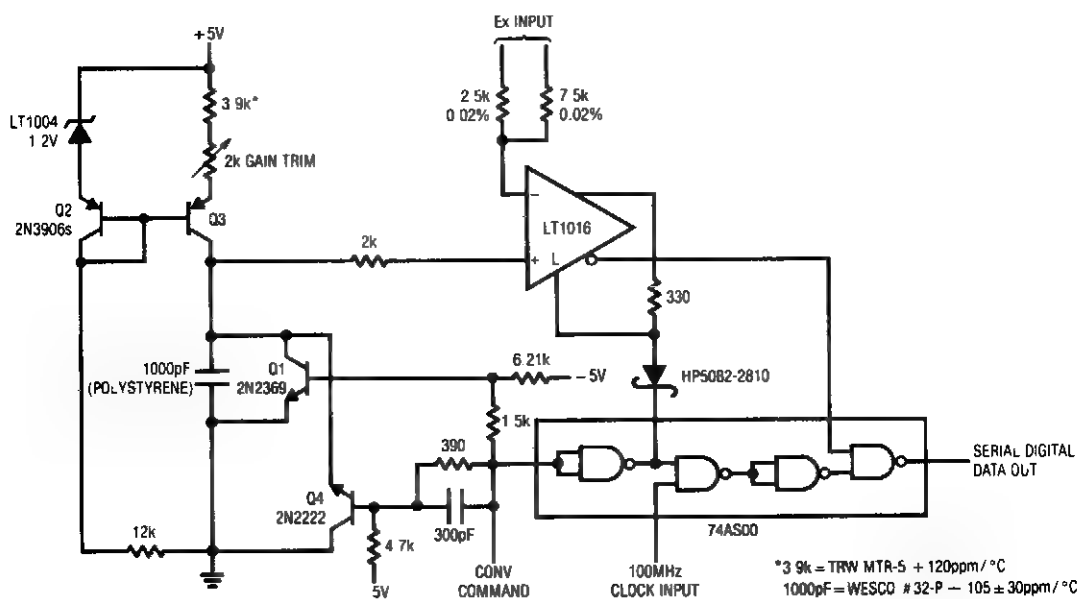 Ex INPUT
+5V
3 9k*
2 5k
0 02%
7 5k
0.02%
LT1004
1 2V
2k GAIN TRIM
Q2
2N3906s
Q3
LT1016
−
+
L
2k
330
1000pF
(POLYSTYRENE)
Q1
2N2369
6.21k
−5V
HP5082-2810
1 5k
390
300pF
Q4
2N2222
4 7k
5V
12k
CONV
COMMAND
100MHz
CLOCK INPUT
74AS00
SERIAL DIGITAL
DATA OUT
*3 9k = TRW MTR-5 + 120ppm/°C
1000pF = WESCO #32-P − 105 ± 30ppm/°C